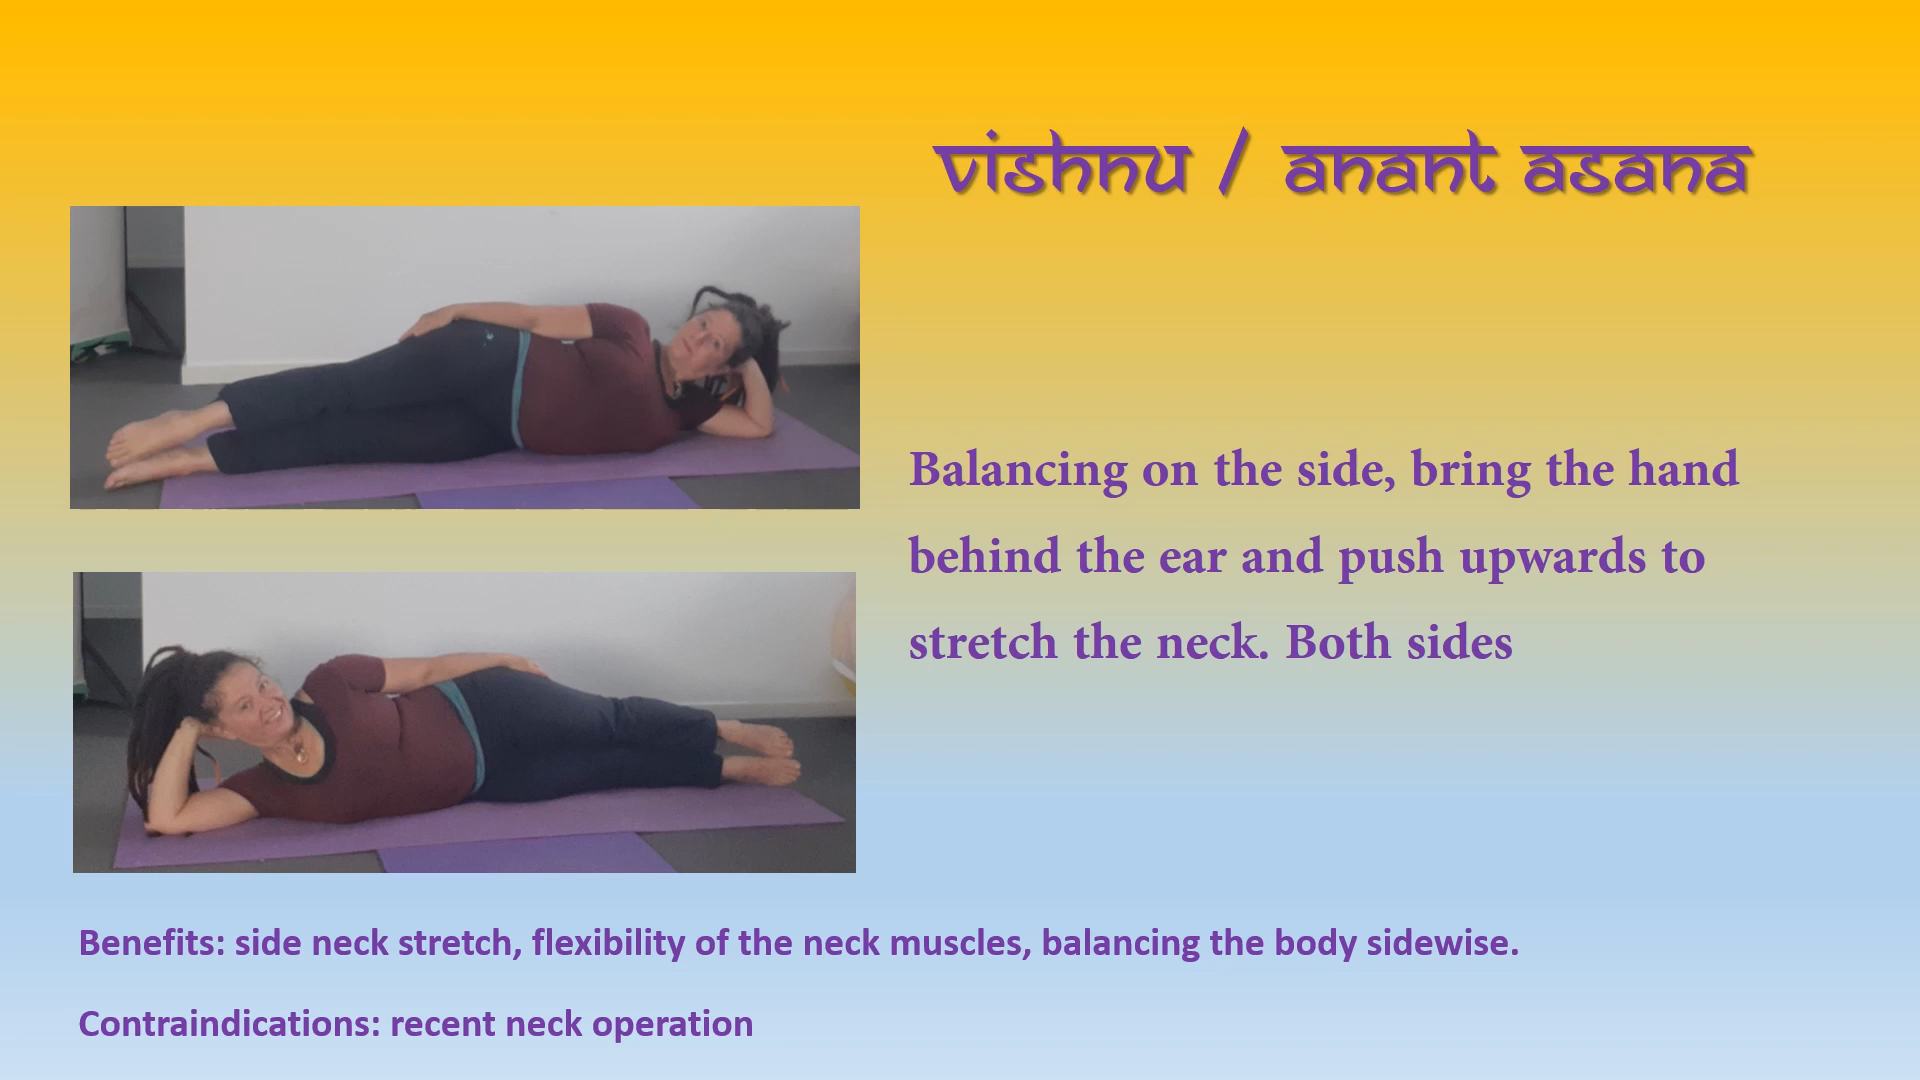 Vishnu / Anant Asana
Balancing on the side, bring the hand
behind the ear and push upwards to
stretch the neck. Both sides
Benefits: side neck stretch, flexibility of the neck muscles, balancing the body sidewise.
Contraindications: recent neck operation